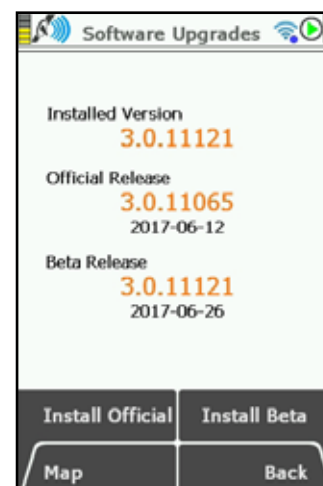 Software Upgrades
Installed Version
3.0.11121
Official Release
3.0.11065
2017-06-12
Beta Release
3.0.11121
2017-06-26
Install Official Install Beta
Map Back